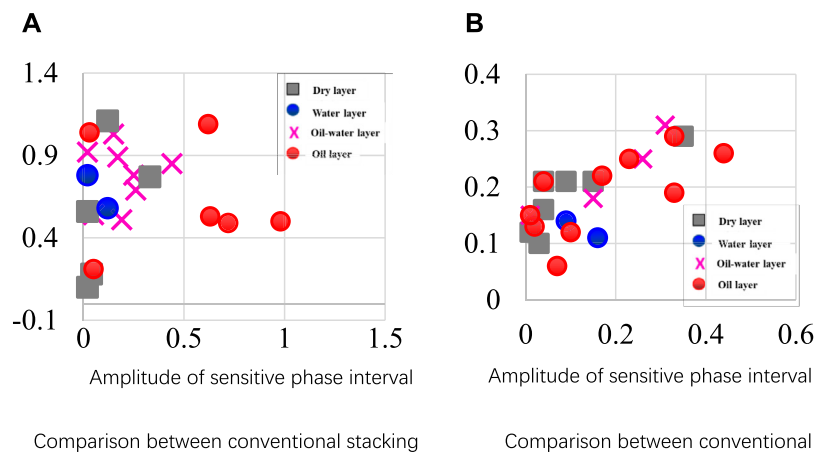 A
1.4
0.9
0.4
-0.1
0
0.5
1
1.5
Dry layer
Water layer
Oil-water layer
Oil layer
Amplitude of sensitive phase interval
Comparison between conventional stacking
B
0.4
0.3
0.2
0.1
0
0
0.2
0.4
0.6
Dry layer
Water layer
Oil-water layer
Oil layer
Amplitude of sensitive phase interval
Comparison between conventional